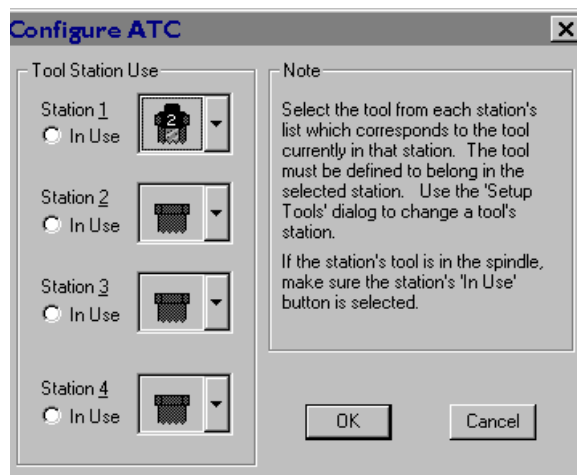 Configure ATC
Tool Station Use
Station 1
In Use
2
Station 2
In Use
Station 3
In Use
Station 4
In Use
Note
Select the tool from each station's
list which corresponds to the tool
currently in that station. The tool
must be defined to belong in the
selected station. Use the 'Setup
Tools' dialog to change a tool's
station.
If the station's tool is in the spindle,
make sure the station's 'In Use'
button is selected.
OK
Cancel